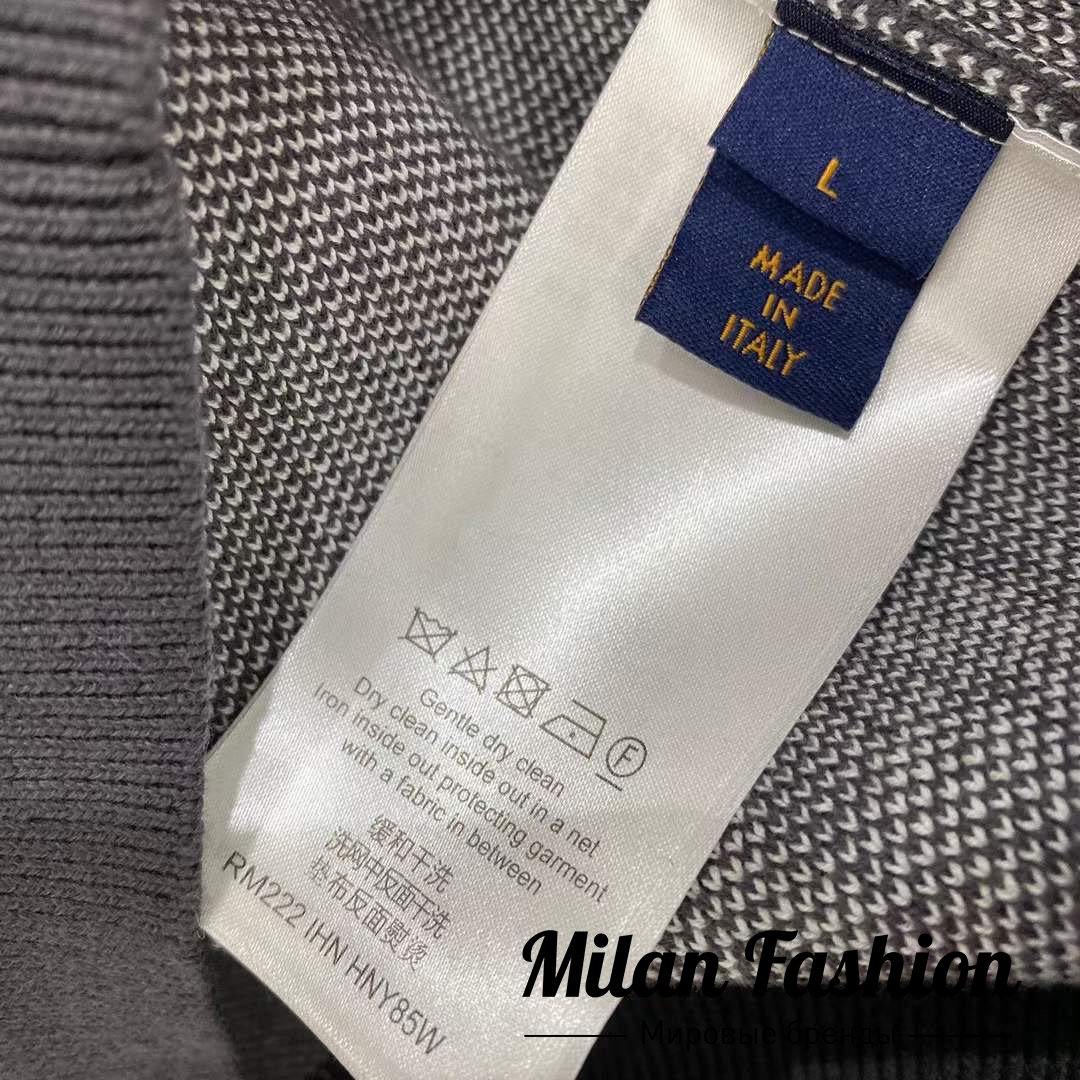 L
MADE
IN
ITALY
F
Gentle dry clean
Dry clean inside out in a net
Iron inside out protecting garment
with a fabric in between
缓和干洗
洗网中反面干洗
垫布反面熨烫
RM222 IHN HNY85W
Milan Fashion
Мировые бренды